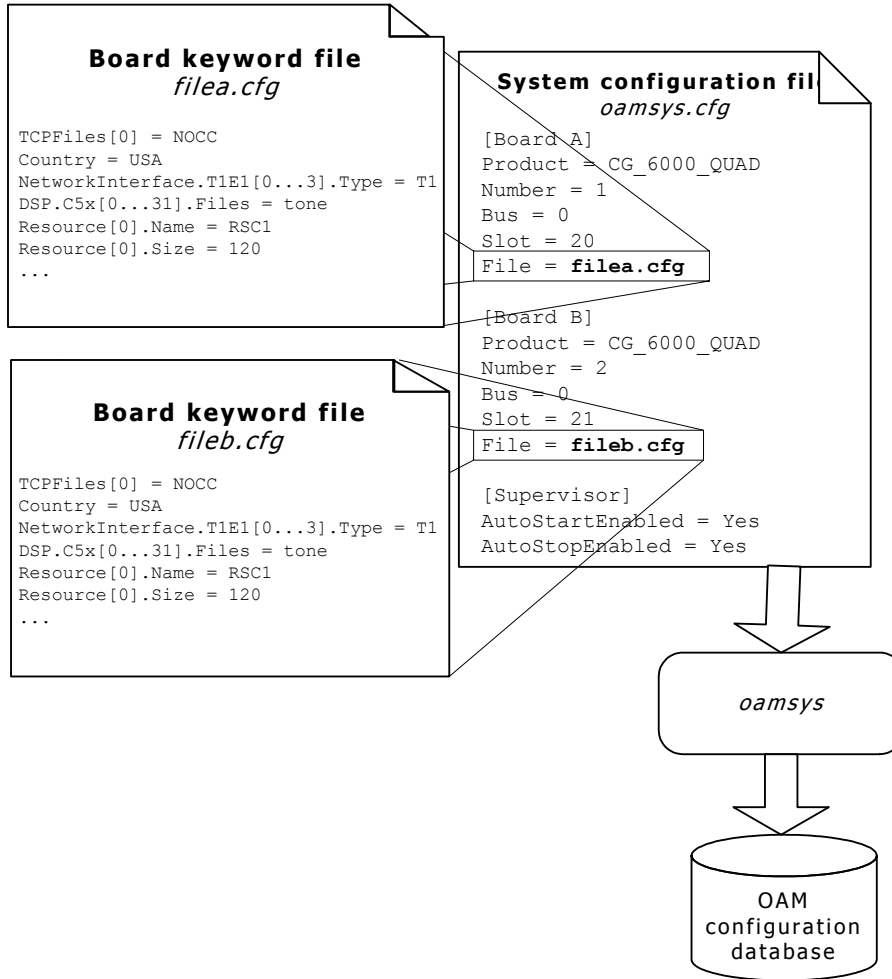 Board keyword file
filea.cfg
TCPFiles[0] = NOCC
Country = USA
NetworkInterface.T1E1[0...3].Type = T1
DSP.C5x[0...31].Files = tone
Resource[0].Name = RSC1
Resource[0].Size = 120
...
System configuration fil
oamsys.cfg
[Board A]
Product = CG_6000_QUAD
Number = 1
Bus = 0
Slot = 20
File = filea.cfg
[Board B]
Product = CG_6000_QUAD
Number = 2
Bus = 0
Slot = 21
File = fileb.cfg
[Supervisor]
AutoStartEnabled = Yes
AutoStopEnabled = Yes
Board keyword file
fileb.cfg
TCPFiles[0] = NOCC
Country = USA
NetworkInterface.T1E1[0...3].Type = T1
DSP.C5x[0...31].Files = tone
Resource[0].Name = RSC1
Resource[0].Size = 120
...
oamsys
OAM
configuration
database